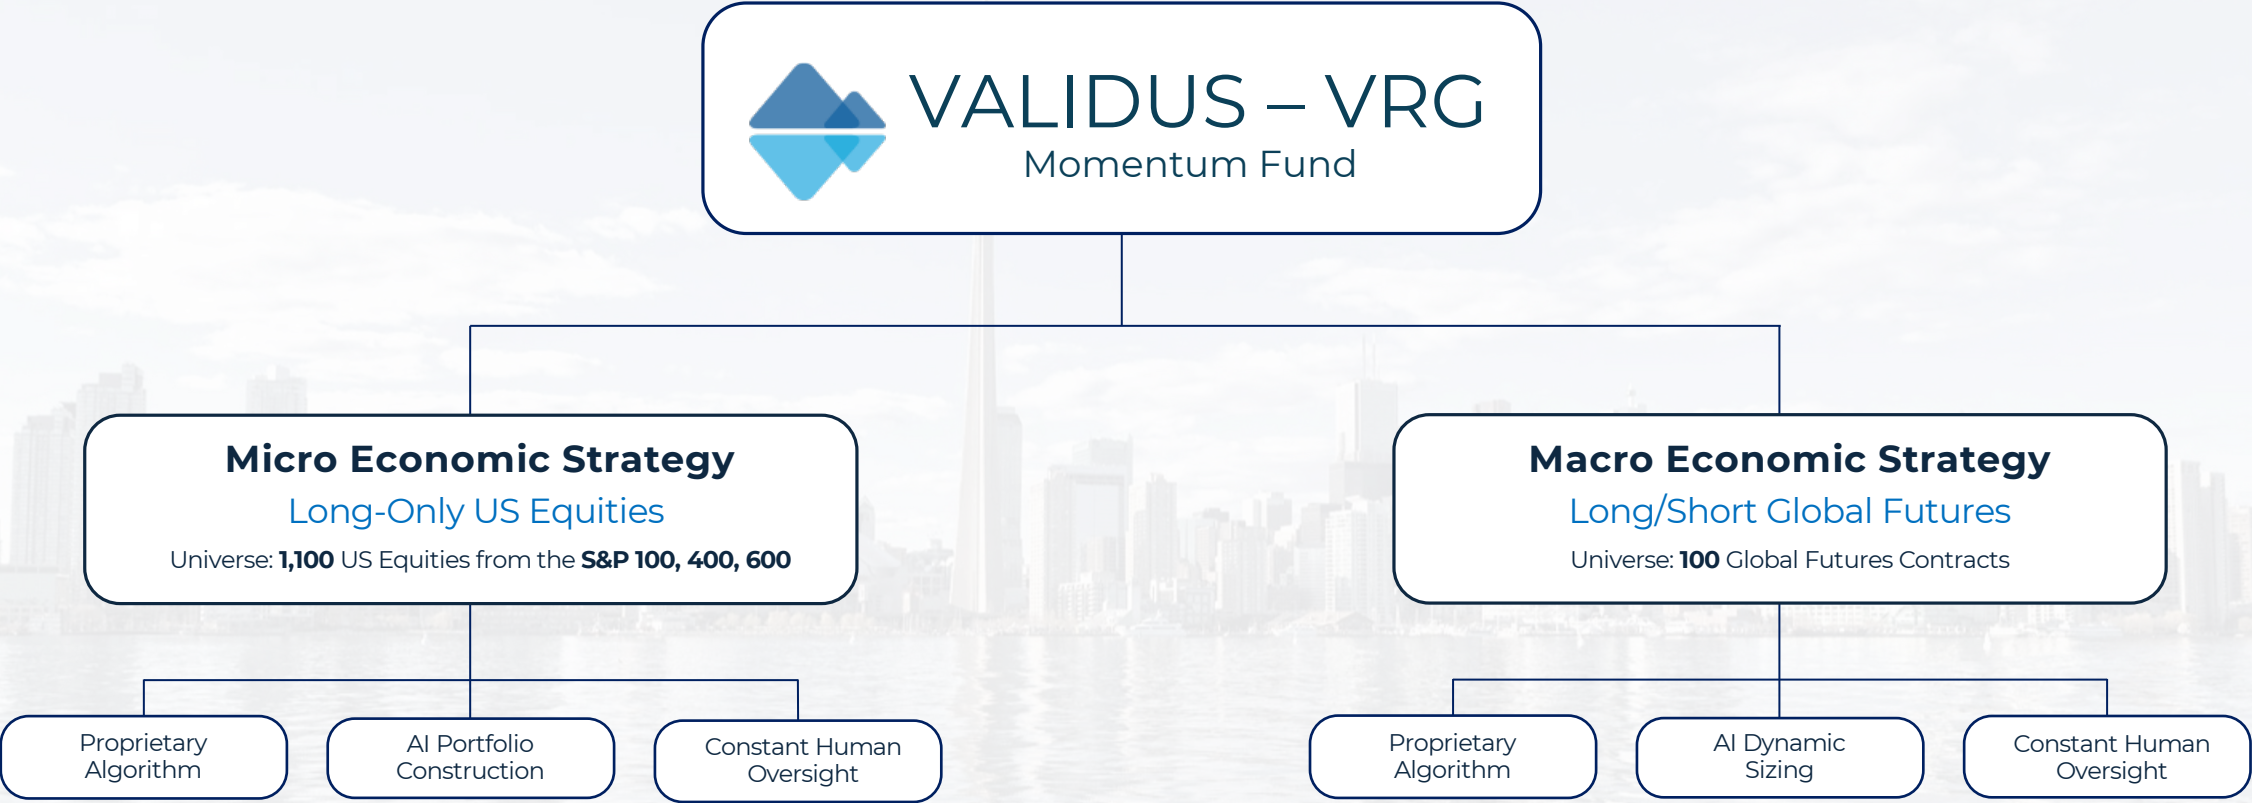 VALIDUS – VRG
Momentum Fund
Micro Economic Strategy
Long-Only US Equities
Universe: 1,100 US Equities from the S&P 100, 400, 600
Macro Economic Strategy
Long/Short Global Futures
Universe: 100 Global Futures Contracts
Proprietary
Algorithm
AI Portfolio
Construction
Constant Human
Oversight
Proprietary
Algorithm
AI Dynamic
Sizing
Constant Human
Oversight